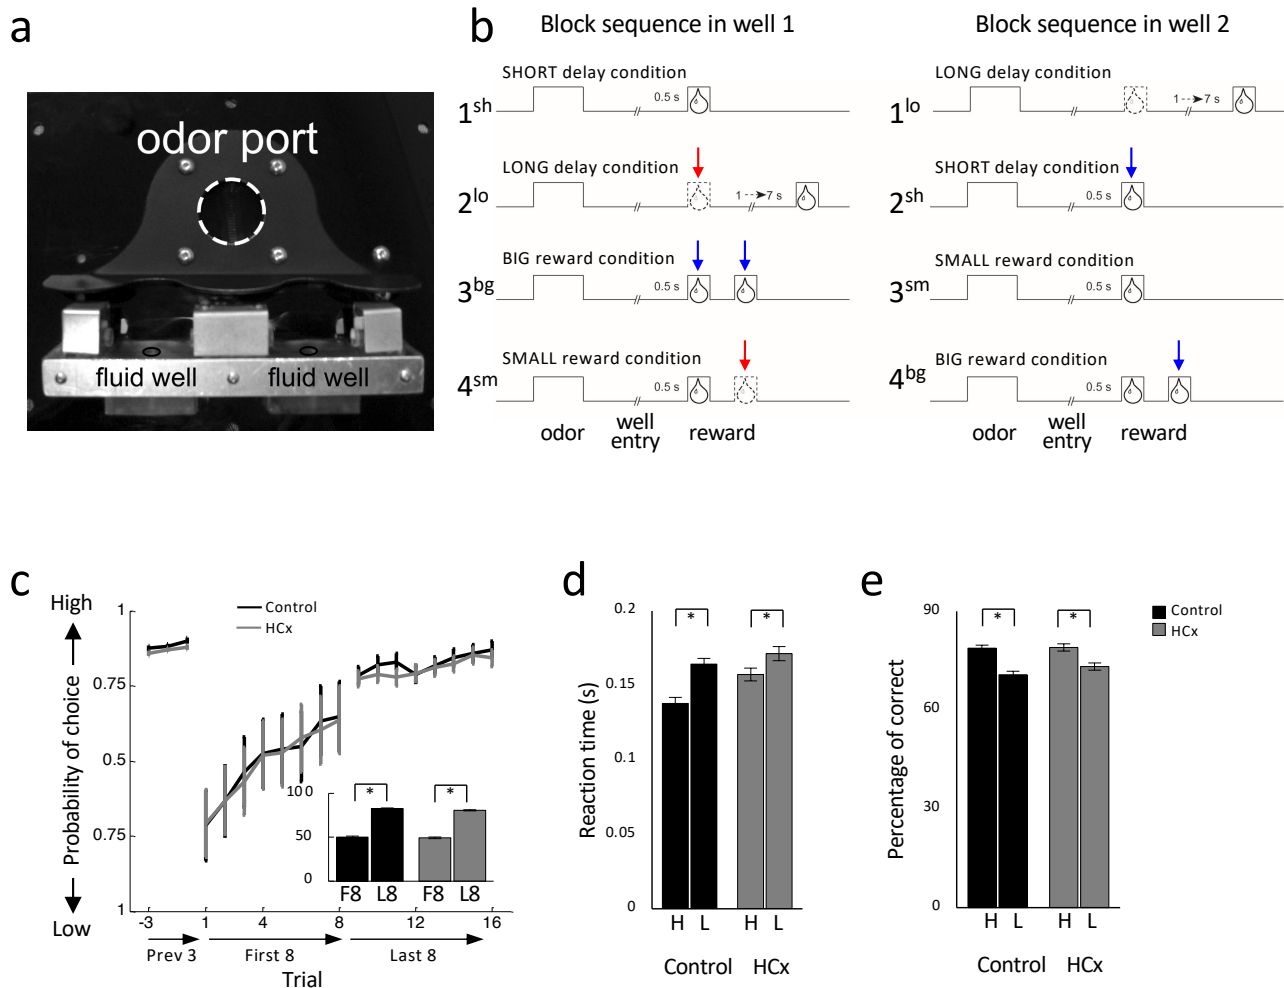 a
odor port
fluid well
fluid well
b
Block sequence in well 1
Block sequence in well 2
SHORT delay condition
1sh
0.5 s
LONG delay condition
2lo
1 7 s
BIG reward condition
3bg
0.5 s
SMALL reward condition
4sm
0.5 s
odor
well
entry
reward
LONG delay condition
1lo
1 7 s
SHORT delay condition
2sh
0.5 s
SMALL reward condition
3sm
0.5 s
BIG reward condition
4bg
0.5 s
odor
well
entry
reward
c
High
Probability of choice
Low
1
0.75
0.5
0.75
1
Control
HCx
100
50
0
*
*
F8
L8
F8
L8
-3
1
4
8
12
16
Prev 3
First 8
Last 8
Trial
d
Reaction time (s)
0.2
0.15
0.1
0.05
0
*
*
H
L
H
L
Control
HCx
e
Percentage of correct
90
60
30
0
*
*
H
L
H
L
Control
HCx
Control
HCx